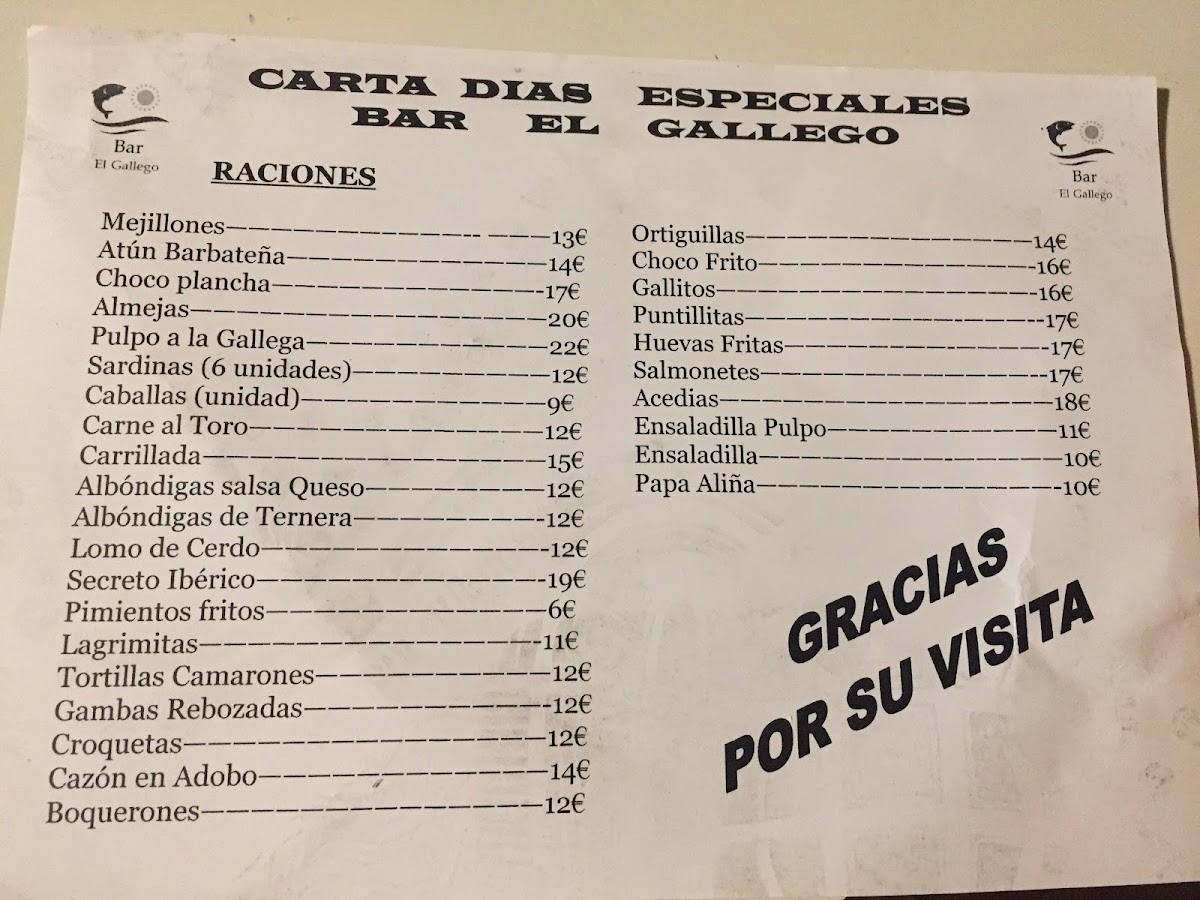 CARTA DIAS ESPECIALES
BAR EL GALLEGO
Bar
El Gallego
Bar
El Gallego
RACIONES
Mejillones---------------------13€
Atún Barbateña----------------14€
Choco plancha-----------------17€
Almejas-----------------------20€
Pulpo a la Gallega---------------22€
Sardinas (6 unidades)------------12€
Caballas (unidad)---------------9€
Carne al Toro------------------12€
Carrillada---------------------15€
Albóndigas salsa Queso-----------12€
Albóndigas de Ternera------------12€
Lomo de Cerdo-----------------12€
Secreto Ibérico-----------------19€
Pimientos fritos-----------------6€
Lagrimitas---------------------11€
Tortillas Camarones--------------12€
Gambas Rebozadas---------------12€
Croquetas----------------------12€
Cazón en Adobo-----------------14€
Boquerones---------------------12€
Ortiguillas---------------------14€
Choco Frito--------------------16€
Gallitos-----------------------16€
Puntillitas---------------------17€
Huevas Fritas------------------17€
Salmonetes--------------------17€
Acedias-----------------------18€
Ensaladilla Pulpo----------------11€
Ensaladilla---------------------10€
Papa Aliña---------------------10€
GRACIAS
POR SU VISITA